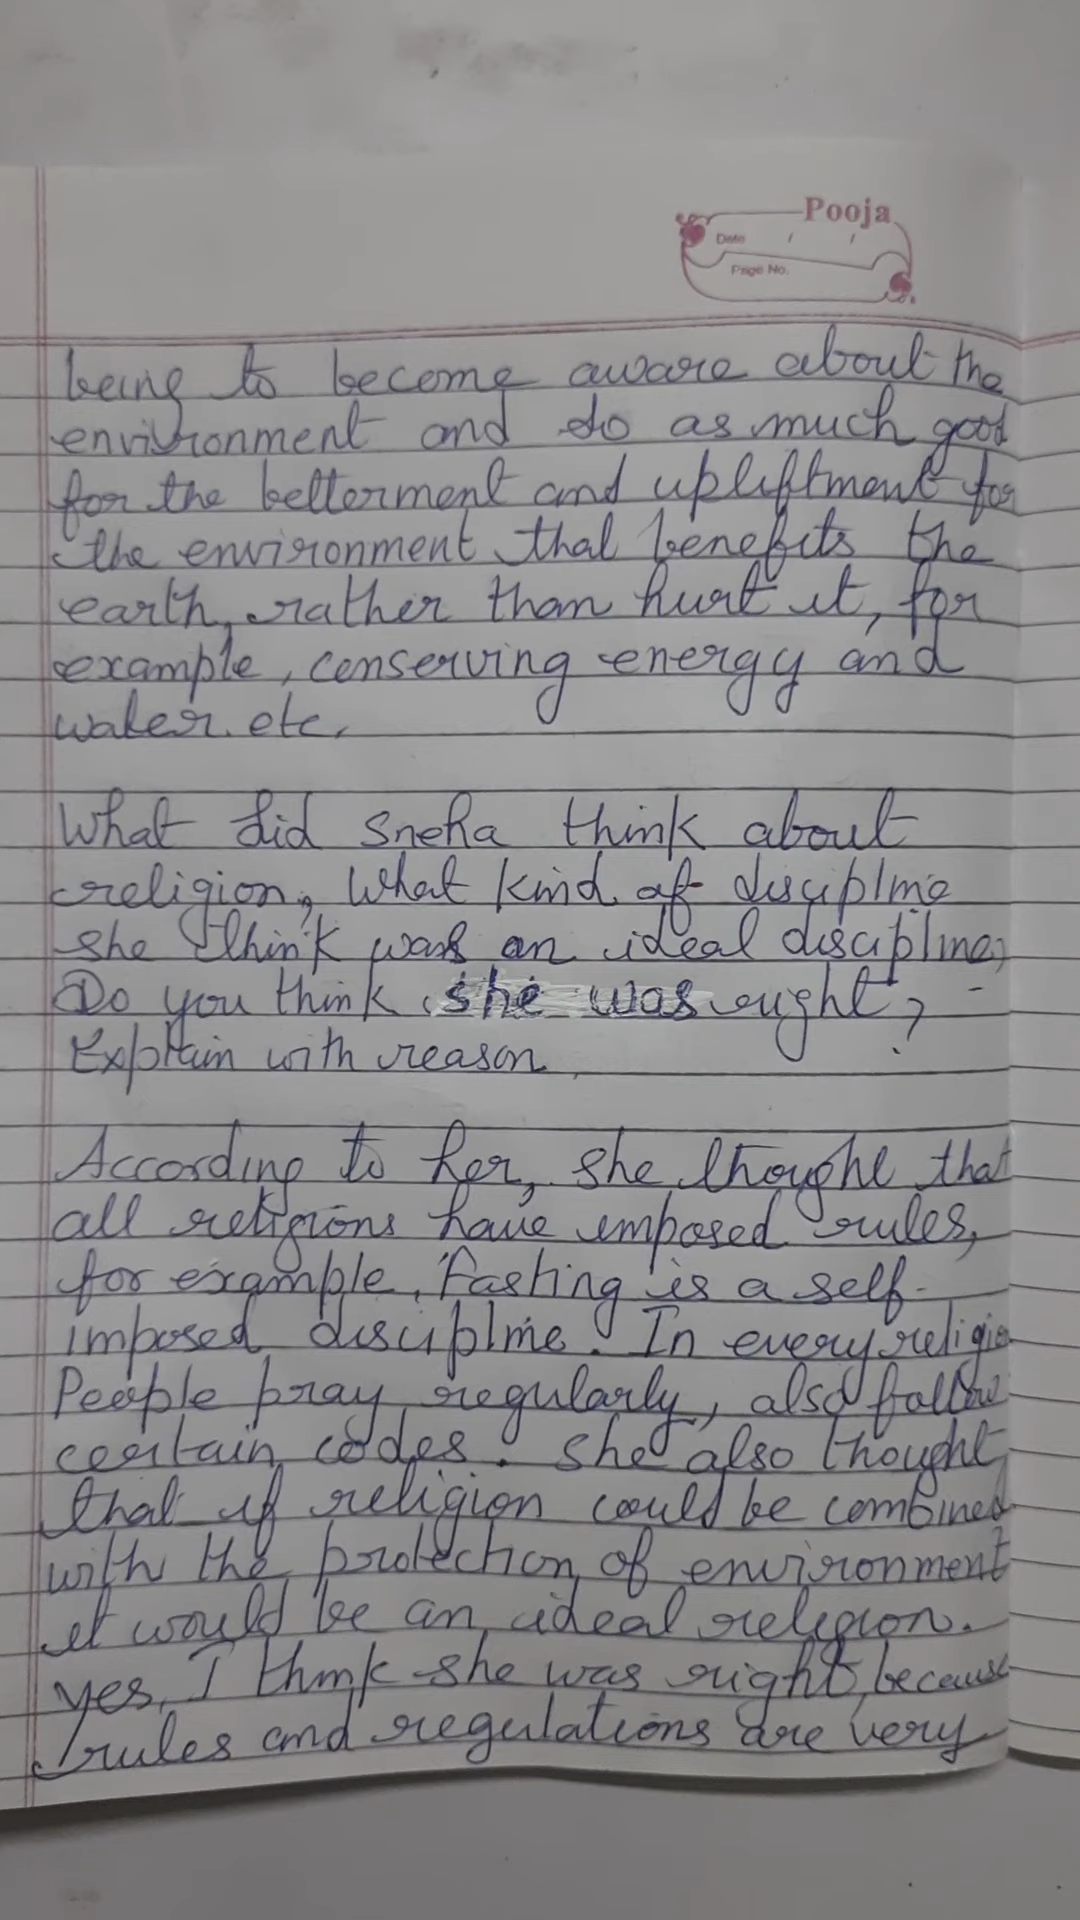 Pooja
Date / /
Page No.
being to become aware about the
environment and do as much good
for the betterment and upliftment for
the environment that benefits the
earth, rather than hurt it, for
example, conserving energy and
water. etc.
What did Sneha think about
religion, What kind of discipline
she think was an ideal discipline,
Do you think she was right?
Explain with reason.
According to her, she thought that
all religions have imposed rules,
for example, Fasting is a self-
imposed discipline. In every religio
People pray regularly, also follow
certain codes. She also thought
that if religion could be combined
with the protection of environment
it would be an ideal religion.
yes, I think she was right, because
rules and regulations are very